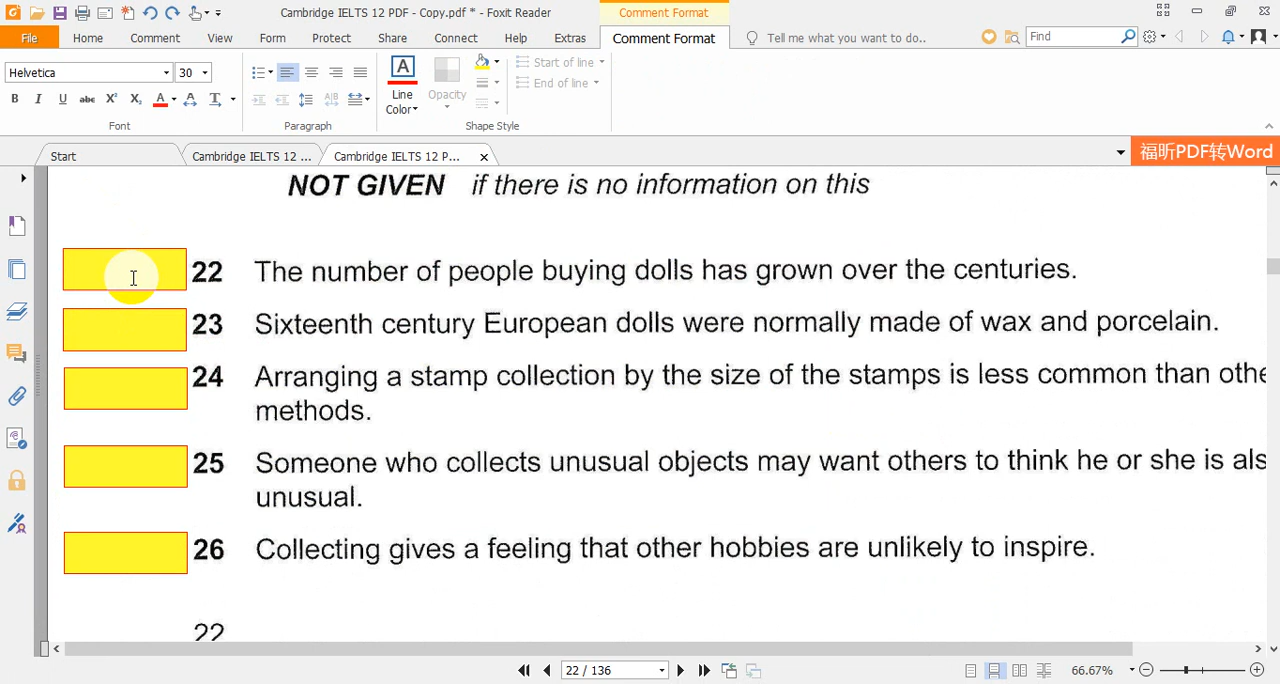 Cambridge IELTS 12 PDF - Copy.pdf * - Foxit Reader
Comment Format
File
Home
Comment
View
Form
Protect
Share
Connect
Help
Extras
Comment Format
Tell me what you want to do..
Find
Helvetica
30
Start of line
End of line
Line
Color
Opacity
B I U abc X² X₂ A
Font
Paragraph
Shape Style
Start
Cambridge IELTS 12 ...
Cambridge IELTS 12 P...
福昕PDF转Word
NOT GIVEN if there is no information on this
22 The number of people buying dolls has grown over the centuries.
23 Sixteenth century European dolls were normally made of wax and porcelain.
24 Arranging a stamp collection by the size of the stamps is less common than othe
methods.
25 Someone who collects unusual objects may want others to think he or she is als
unusual.
26 Collecting gives a feeling that other hobbies are unlikely to inspire.
22
22 / 136
66.67%